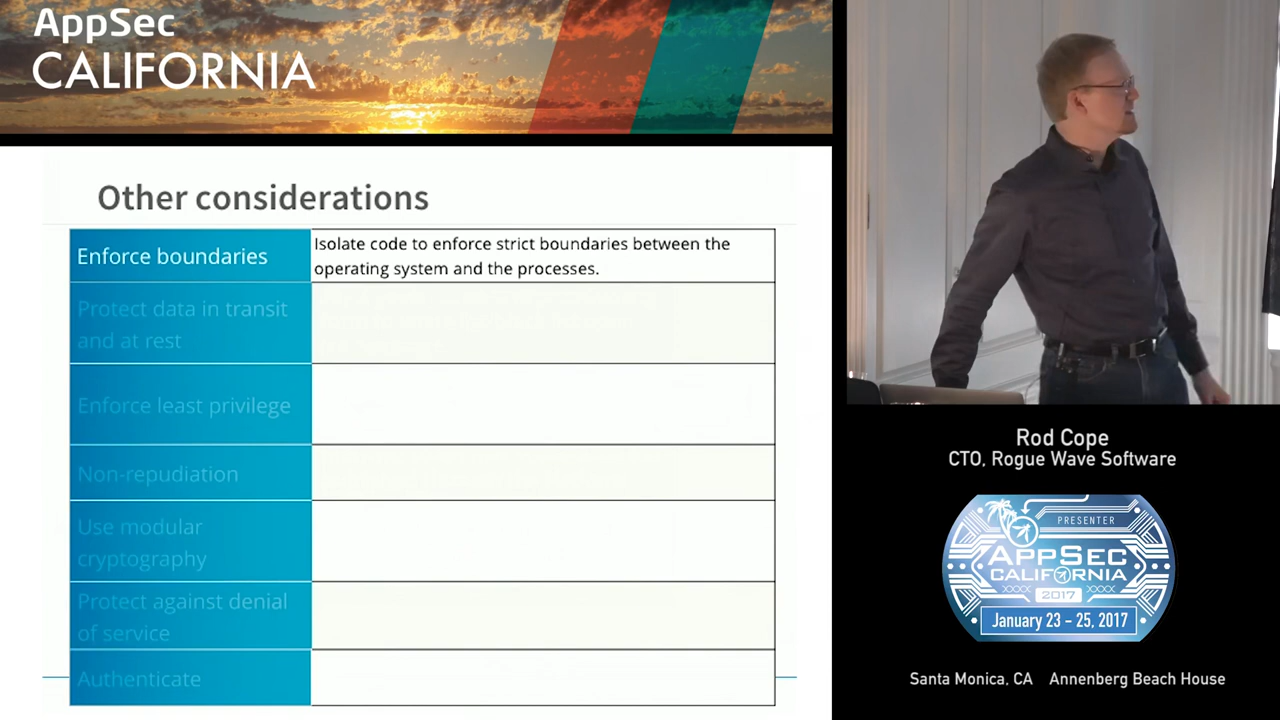 AppSec
CALIFORNIA
Other considerations
Enforce boundaries
Isolate code to enforce strict boundaries between the
operating system and the processes.
Protect data in transit
and at rest
Enforce least privilege
Non-repudiation
Use modular
cryptography
Protect against denial
of service
Authenticate
Rod Cope
CTO, Rogue Wave Software
PRESENTER
APPSEC
CALIFORNIA
2017
January 23 – 25, 2017
Santa Monica, CA Annenberg Beach House